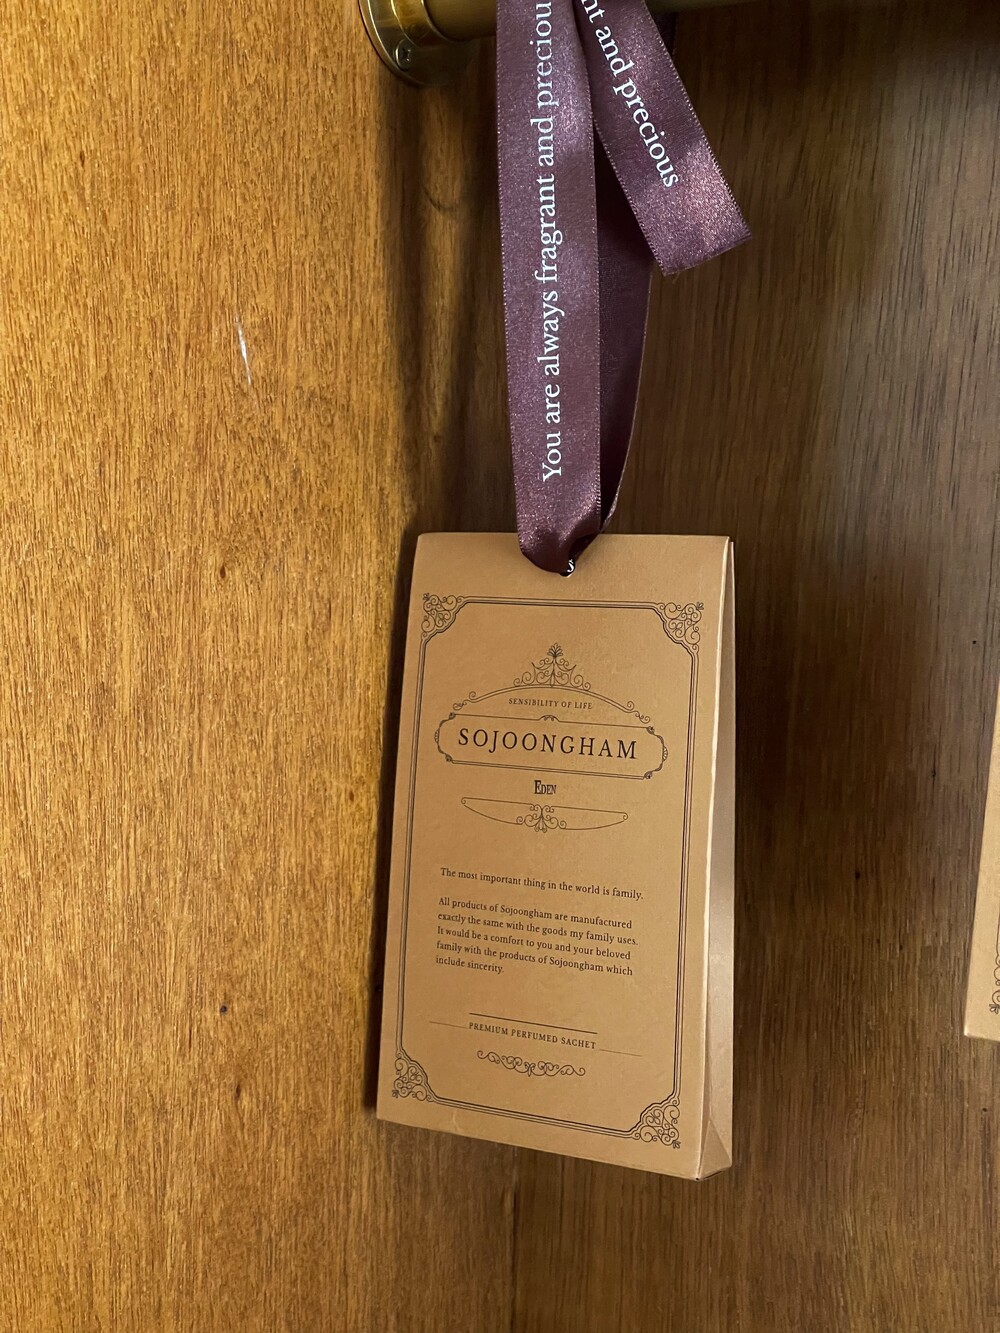 You are always fragrant and preciou
nt and precious
SENSIBILITY OF LIFE
SOJOONGHAM
EDEN
The most important thing in the world is family.
All products of Sojoongham are manufactured
exactly the same with the goods my family uses.
It would be a comfort to you and your beloved
family with the products of Sojoongham which
include sincerity.
PREMIUM PERFUMED SACHET